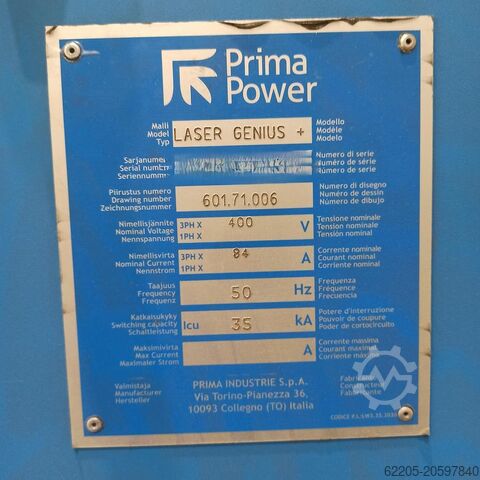 Prima
Power
Malli
Model
Typ
LASER GENIUS +
Modello
Modèle
Modelo
Sarjanumero
Serial number
Seriennummer
Numero di serie
Numéro de série
Número de série
Piirustus numero
Drawing number
Zeichnungsnummer
601.71.006
Numero di disegno
Numéro de dessin
Número de dibujo
Nimellisjännite
Nominal Voltage
Nennspannung
3PH X
1PH X
400
V
Tensione nominale
Tension nominale
Tensión nominal
Nimellisvirta
Nominal Current
Nennstrom
3PH X
1PH X
84
A
Corrente nominale
Courant nominal
Corriente nominal
Taajuus
Frequency
Frequenz
50
Hz
Frequenza
Fréquence
Frecuencia
Katkaisukyky
Switching capacity
Schaltleistung
Icu
35
kA
Potere d'interruzione
Pouvoir de coupure
Poder de cortocircuito
Maksimivirta
Max Current
Maximaler Strom
A
Corrente massima
Courant maximal
Corriente máxima
Valmistaja
Manufacturer
Hersteller
PRIMA INDUSTRIE S.p.A.
Via Torino-Pianezza 36,
10093 Collegno (TO) Italia
Fabricante
Constructeur
Fabricante
62205-20597840